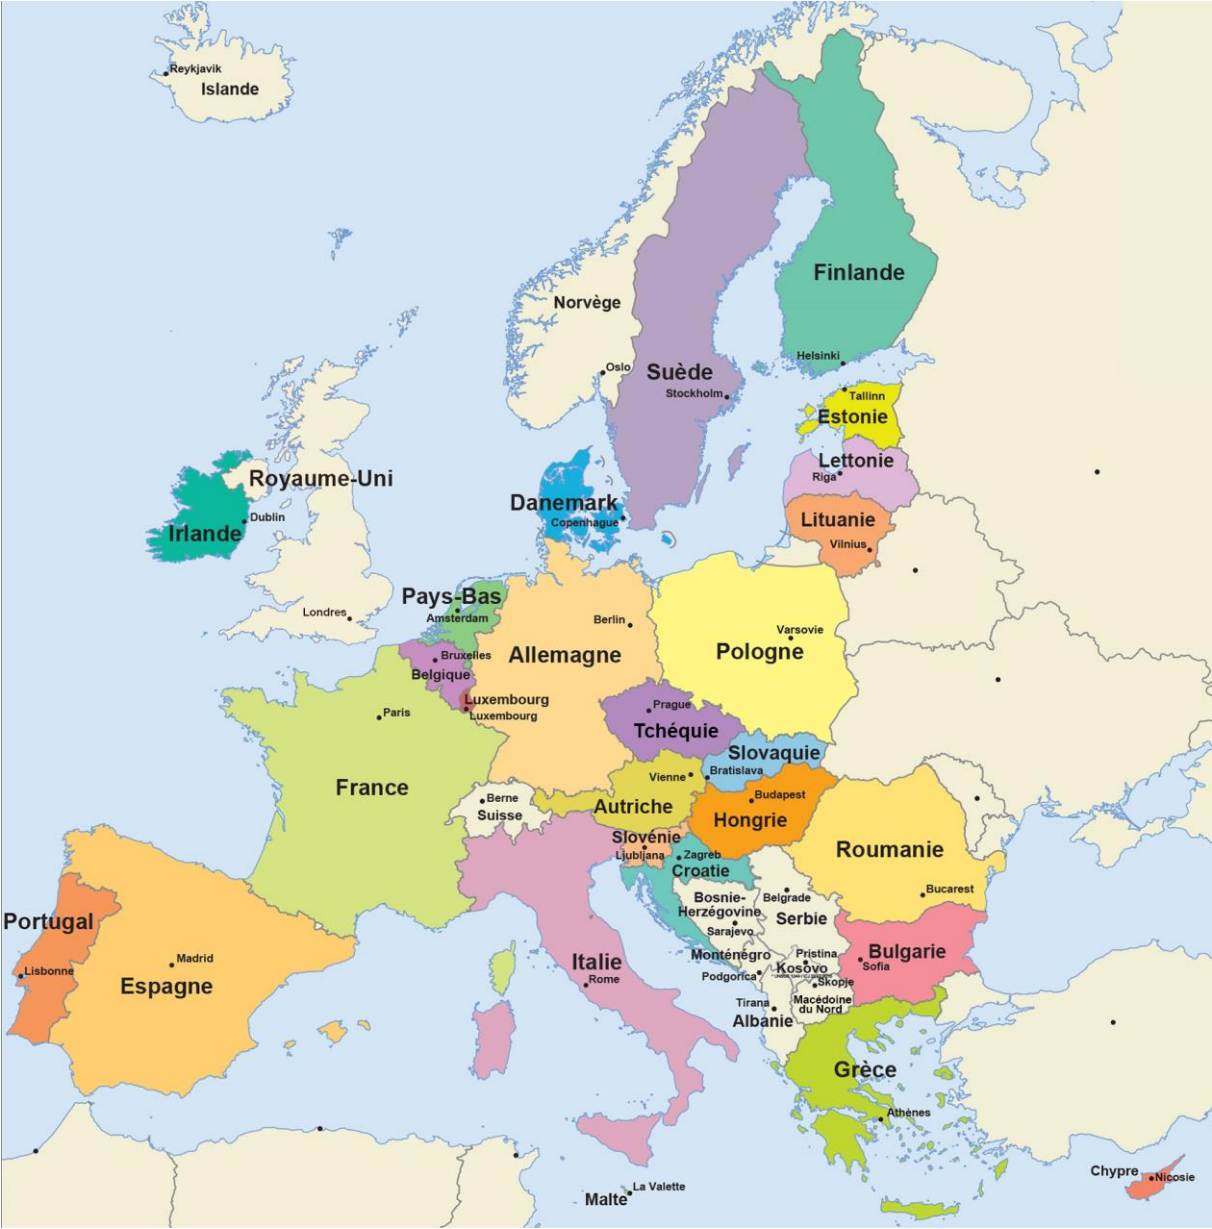 Reykjavik
Islande
Finlande
Norvège
Helsinki
Oslo
Suède
Stockholm
Tallinn
Estonie
Lettonie
Riga
Royaume-Uni
Danemark
Copenhague
Dublin
Irlande
Lituanie
Vilnius
Pays-Bas
Amsterdam
Londres
Berlin
Varsovie
Allemagne
Pologne
Bruxelles
Belgique
Luxembourg
Luxembourg
Prague
Tchéquie
Paris
Slovaquie
Bratislava
Vienne
France
Berne
Suisse
Autriche
Budapest
Hongrie
Slovénie
Ljubljana
Zagreb
Croatie
Roumanie
Bucarest
Bosnie-
Herzégovine
Sarajevo
Belgrade
Serbie
Portugal
Lisbonne
Madrid
Espagne
Italie
Rome
Monténégro
Podgorica
Pristina
Kosovo
Bulgarie
Sofia
Skopje
Macédoine
du Nord
Tirana
Albanie
Grèce
Athènes
Chypre
Nicosie
La Valette
Malte